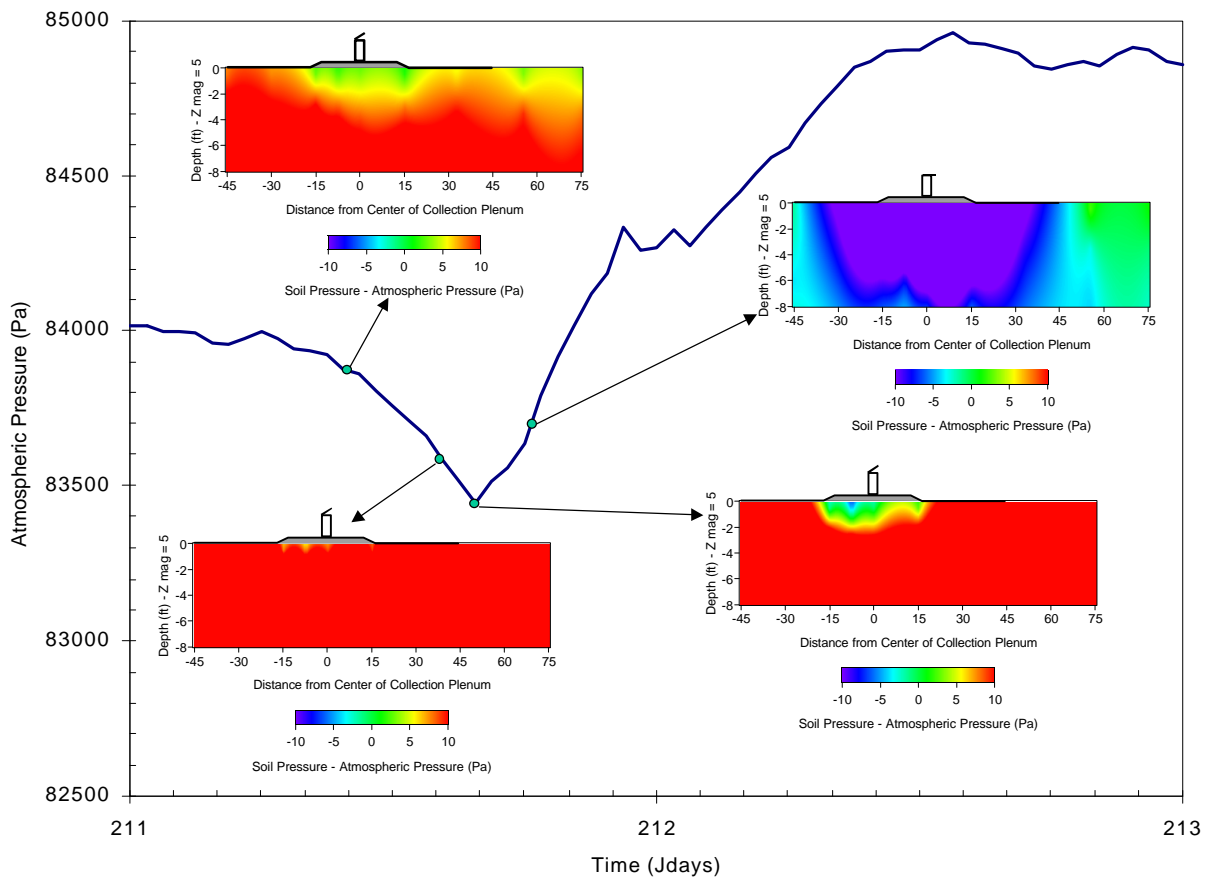 85000
84500
84000
83500
83000
82500
Atmospheric Pressure (Pa)
211
212
213
Time (Jdays)
Depth (ft) - Z mag = 5
0
-2
-4
-6
-8
-45 -30 -15 0 15 30 45 60 75
Distance from Center of Collection Plenum
-10 -5 0 5 10
Soil Pressure - Atmospheric Pressure (Pa)
Depth (ft) - Z mag = 5
0
-2
-4
-6
-8
-45 -30 -15 0 15 30 45 60 75
Distance from Center of Collection Plenum
-10 -5 0 5 10
Soil Pressure - Atmospheric Pressure (Pa)
Depth (ft) - Z mag = 5
0
-2
-4
-6
-8
-45 -30 -15 0 15 30 45 60 75
Distance from Center of Collection Plenum
-10 -5 0 5 10
Soil Pressure - Atmospheric Pressure (Pa)
Depth (ft) - Z mag = 5
0
-2
-4
-6
-8
-45 -30 -15 0 15 30 45 60 75
Distance from Center of Collection Plenum
-10 -5 0 5 10
Soil Pressure - Atmospheric Pressure (Pa)